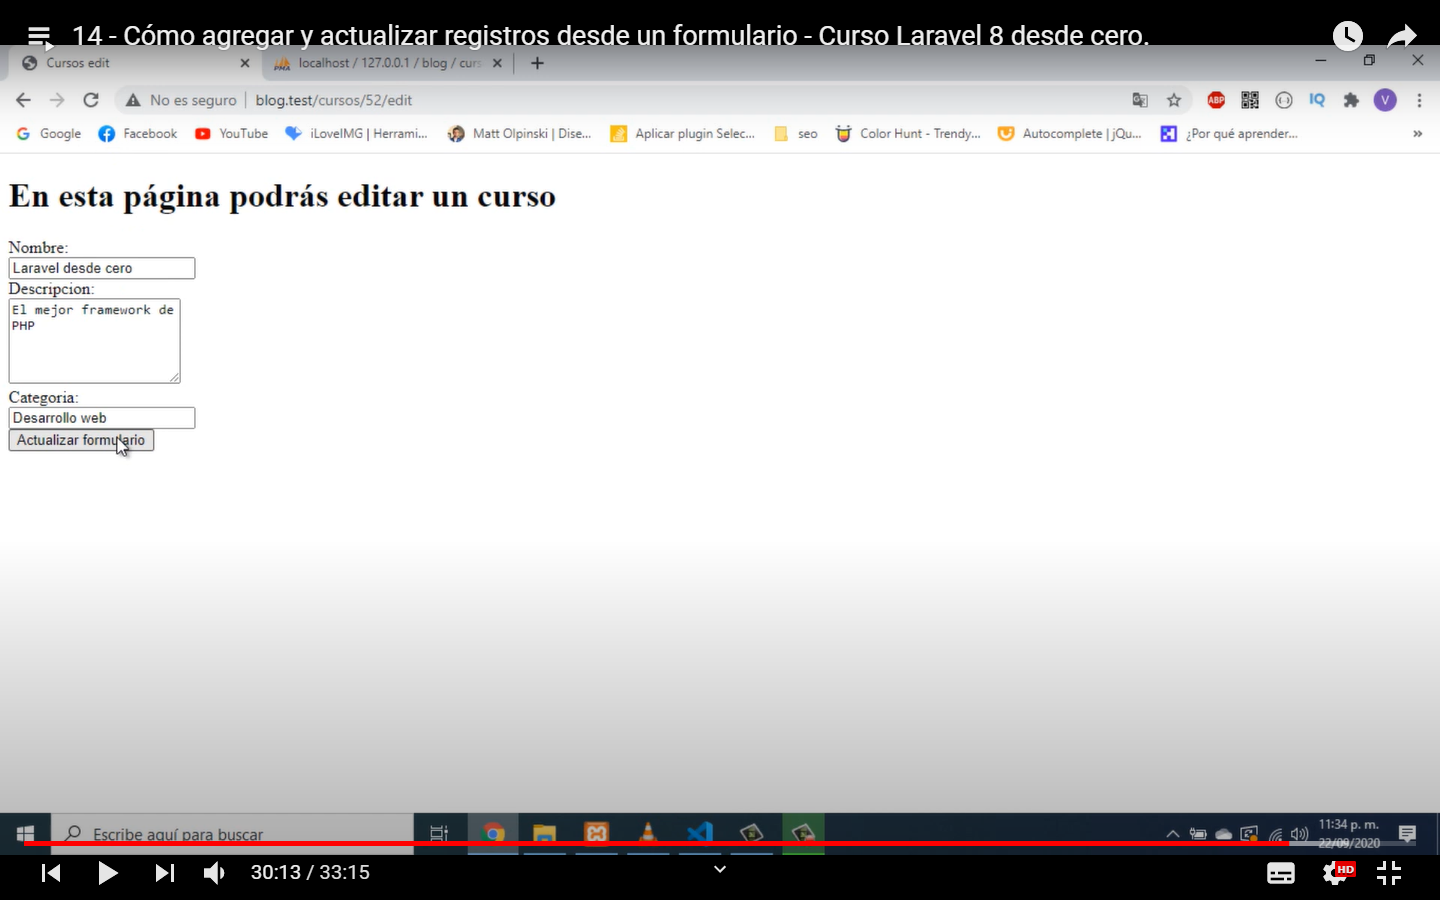 14 - Cómo agregar y actualizar registros desde un formulario - Curso Laravel 8 desde cero.
Cursos edit
localhost / 127.0.0.1 / blog / curs
No es seguro
blog.test/cursos/52/edit
ABP
IQ
V
Google
Facebook
YouTube
iLoveIMG | Herrami...
Matt Olpinski | Dise...
Aplicar plugin Selec...
seo
Color Hunt - Trendy...
Autocomplete | jQu...
¿Por qué aprender...
»
En esta página podrás editar un curso
Nombre:
Laravel desde cero
Descripcion:
El mejor framework de
PHP
Categoria:
Desarrollo web
Actualizar formulario
Escribe aquí para buscar
11:34 p. m.
22/09/2020
30:13 / 33:15
HD